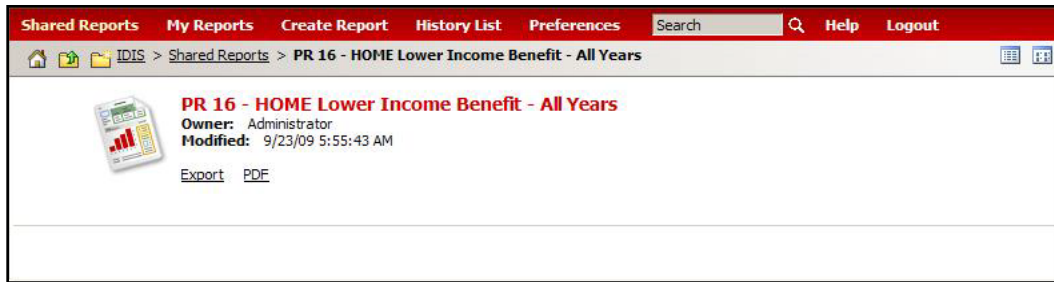 Shared Reports My Reports Create Report History List Preferences Search Help Logout
IDIS > Shared Reports > PR 16 - HOME Lower Income Benefit - All Years
PR 16 - HOME Lower Income Benefit - All Years
Owner: Administrator
Modified: 9/23/09 5:55:43 AM
Export PDF